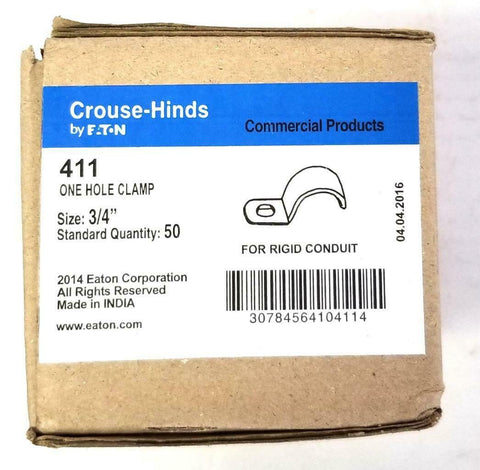 Crouse-Hinds
by EATON
Commercial Products
411
ONE HOLE CLAMP
Size: 3/4"
Standard Quantity: 50
FOR RIGID CONDUIT
04.04.2016
2014 Eaton Corporation
All Rights Reserved
Made in INDIA
www.eaton.com
30784564104114